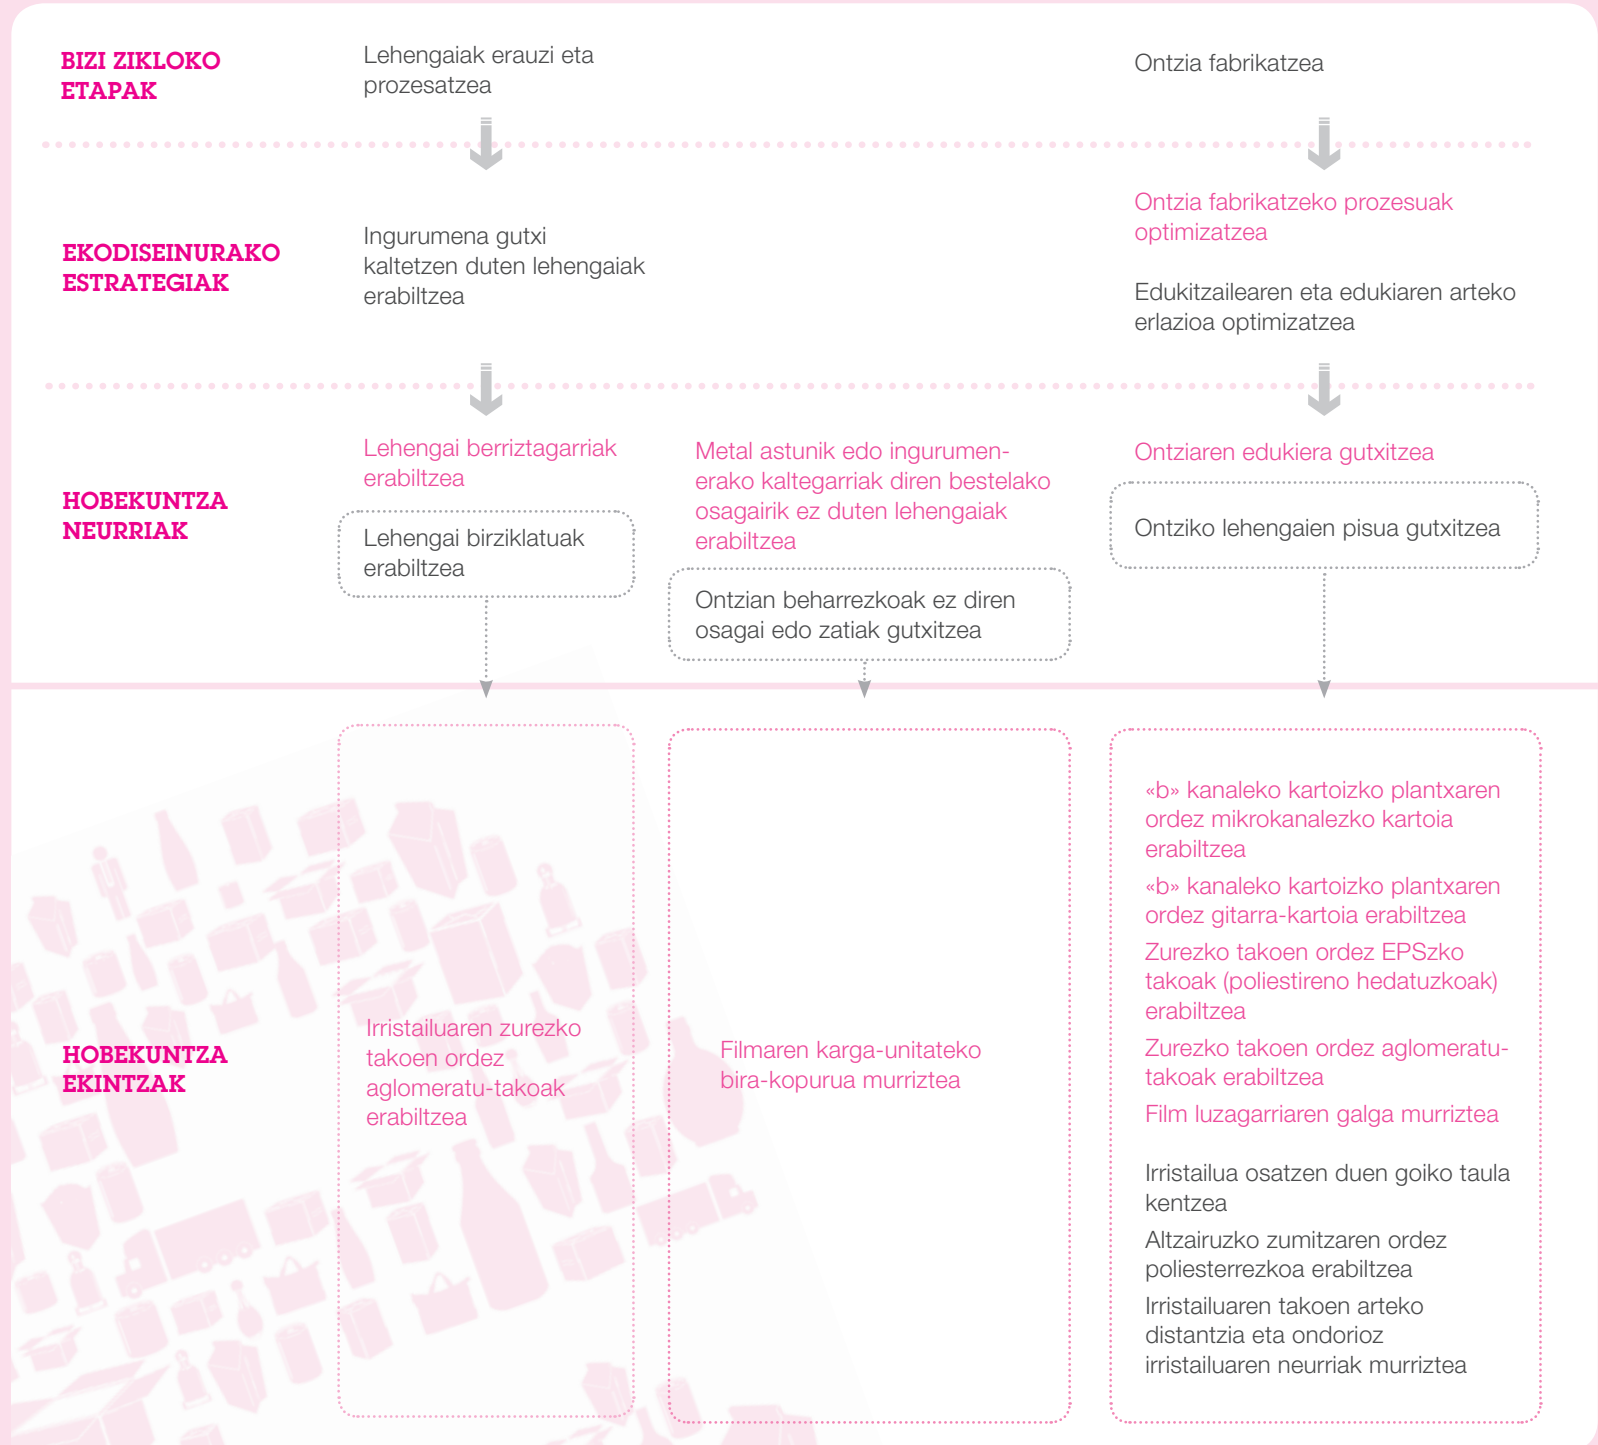 BIZI ZIKLOKO
ETAPAK
Lehengaiak erauzi eta
prozesatzea
Ontzia fabrikatzea
EKODISEINURAKO
ESTRATEGIAK
Ingurumena gutxi
kaltetzen duten lehengaiak
erabiltzea
Ontzia fabrikatzeko prozesuak
optimizatzea
Edukitzailearen eta edukiaren arteko
erlazioa optimizatzea
HOBEKUNTZA
NEURRIAK
Lehengai berriztagarriak
erabiltzea
Lehengai birziklatuak
erabiltzea
Metal astunik edo ingurumen-
erako kaltegarriak diren bestelako
osagairik ez duten lehengaiak
erabiltzea
Ontzian beharrezkoak ez diren
osagai edo zatiak gutxitzea
Ontziaren edukiera gutxitzea
Ontziko lehengaien pisua gutxitzea
HOBEKUNTZA
EKINTZAK
Irristailuaren zurezko
takoen ordez
aglomeratu-takoak
erabiltzea
Filmaren karga-unitateko
bira-kopurua murriztea
«b» kanaleko kartoizko plantxaren
ordez mikrokanalezko kartoia
erabiltzea
«b» kanaleko kartoizko plantxaren
ordez gitarra-kartoia erabiltzea
Zurezko takoen ordez EPSzko
takoak (poliestireno hedatuzkoak)
erabiltzea
Zurezko takoen ordez aglomeratu-
takoak erabiltzea
Film luzagarriaren galga murriztea
Irristailua osatzen duen goiko taula
kentzea
Altzairuzko zumitzaren ordez
poliesterrezkoa erabiltzea
Irristailuaren takoen arteko
distantzia eta ondorioz
irristailuaren neurriak murriztea